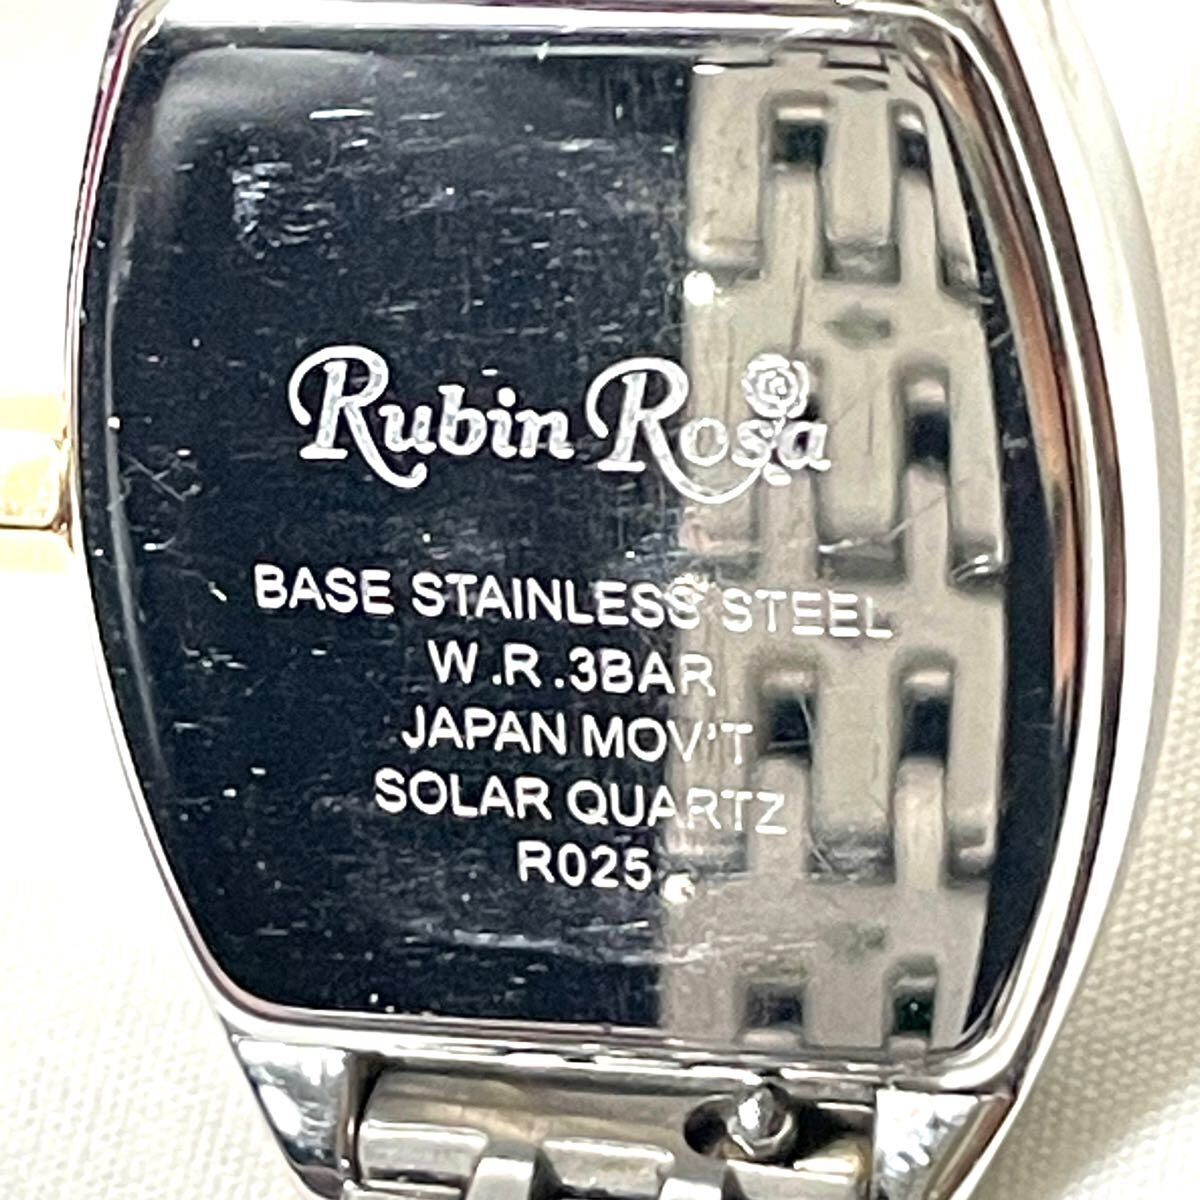 Rubin Rosa
BASE STAINLESS STEEL
W.R.3BAR
JAPAN MOV'T
SOLAR QUARTZ
R025